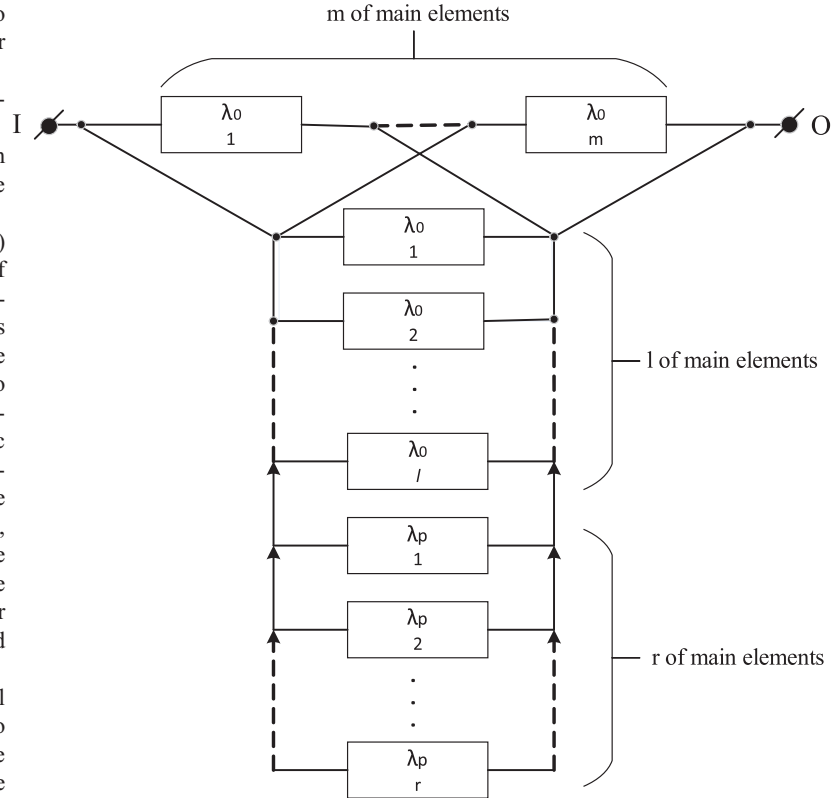 m of main elements
I
λ0
1
λ0
m
O
λ0
1
λ0
2
l of main elements
λ0
l
λp
1
λp
2
r of main elements
λp
r